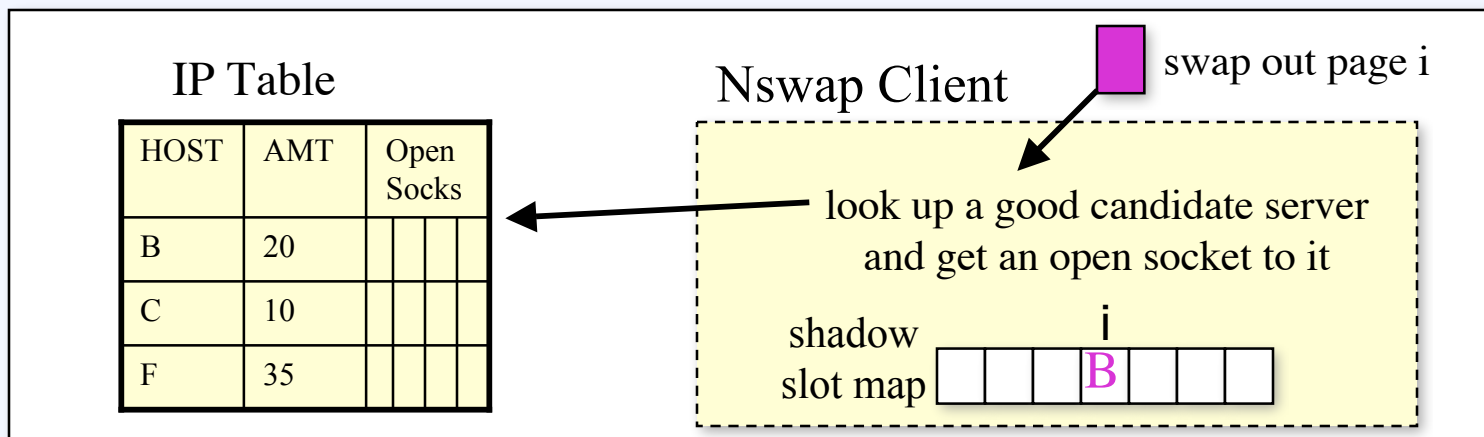 IP Table
HOST AMT Open
Socks
B 20
C 10
F 35
Nswap Client
swap out page i
look up a good candidate server
and get an open socket to it
i
shadow
slot map
B